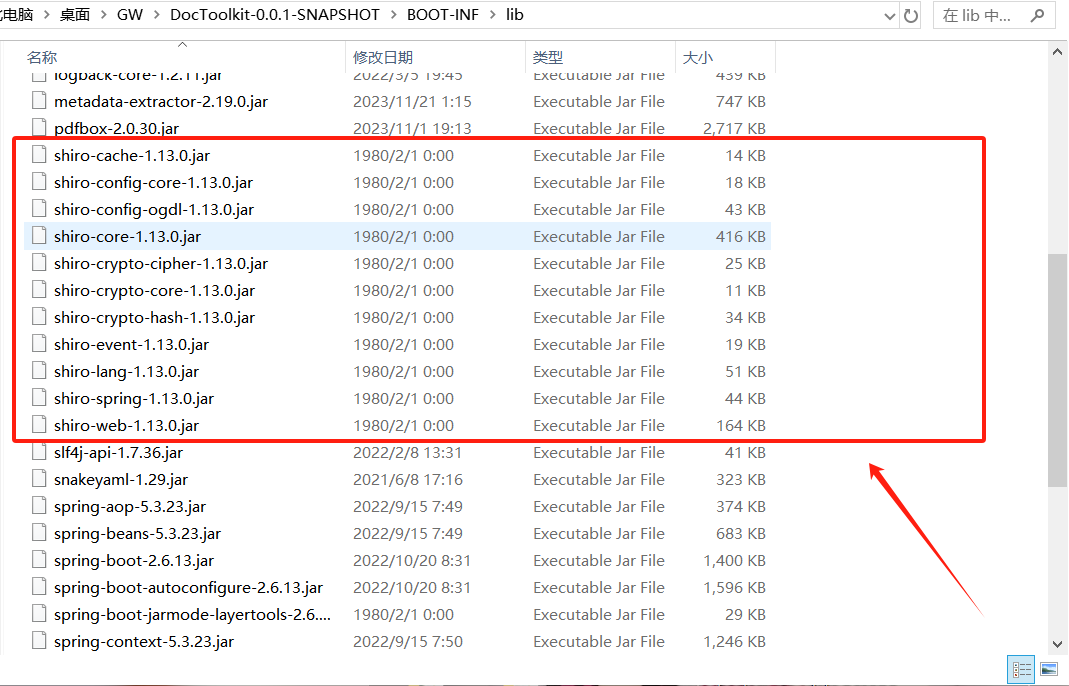 电脑 > 桌面 > GW > DocToolkit-0.0.1-SNAPSHOT > BOOT-INF > lib
在 lib 中...
名称 修改日期 类型 大小
logback-core-1.2.11.jar 2022/3/5 19:45 Executable Jar File 439 KB
metadata-extractor-2.19.0.jar 2023/11/21 1:15 Executable Jar File 747 KB
pdfbox-2.0.30.jar 2023/11/1 19:13 Executable Jar File 2,717 KB
shiro-cache-1.13.0.jar 1980/2/1 0:00 Executable Jar File 14 KB
shiro-config-core-1.13.0.jar 1980/2/1 0:00 Executable Jar File 18 KB
shiro-config-ogdl-1.13.0.jar 1980/2/1 0:00 Executable Jar File 43 KB
shiro-core-1.13.0.jar 1980/2/1 0:00 Executable Jar File 416 KB
shiro-crypto-cipher-1.13.0.jar 1980/2/1 0:00 Executable Jar File 25 KB
shiro-crypto-core-1.13.0.jar 1980/2/1 0:00 Executable Jar File 11 KB
shiro-crypto-hash-1.13.0.jar 1980/2/1 0:00 Executable Jar File 34 KB
shiro-event-1.13.0.jar 1980/2/1 0:00 Executable Jar File 19 KB
shiro-lang-1.13.0.jar 1980/2/1 0:00 Executable Jar File 51 KB
shiro-spring-1.13.0.jar 1980/2/1 0:00 Executable Jar File 44 KB
shiro-web-1.13.0.jar 1980/2/1 0:00 Executable Jar File 164 KB
slf4j-api-1.7.36.jar 2022/2/8 13:31 Executable Jar File 41 KB
snakeyaml-1.29.jar 2021/6/8 17:16 Executable Jar File 323 KB
spring-aop-5.3.23.jar 2022/9/15 7:49 Executable Jar File 374 KB
spring-beans-5.3.23.jar 2022/9/15 7:49 Executable Jar File 683 KB
spring-boot-2.6.13.jar 2022/10/20 8:31 Executable Jar File 1,400 KB
spring-boot-autoconfigure-2.6.13.jar 2022/10/20 8:31 Executable Jar File 1,596 KB
spring-boot-jarmode-layertools-2.6.... 1980/2/1 0:00 Executable Jar File 29 KB
spring-context-5.3.23.jar 2022/9/15 7:50 Executable Jar File 1,246 KB